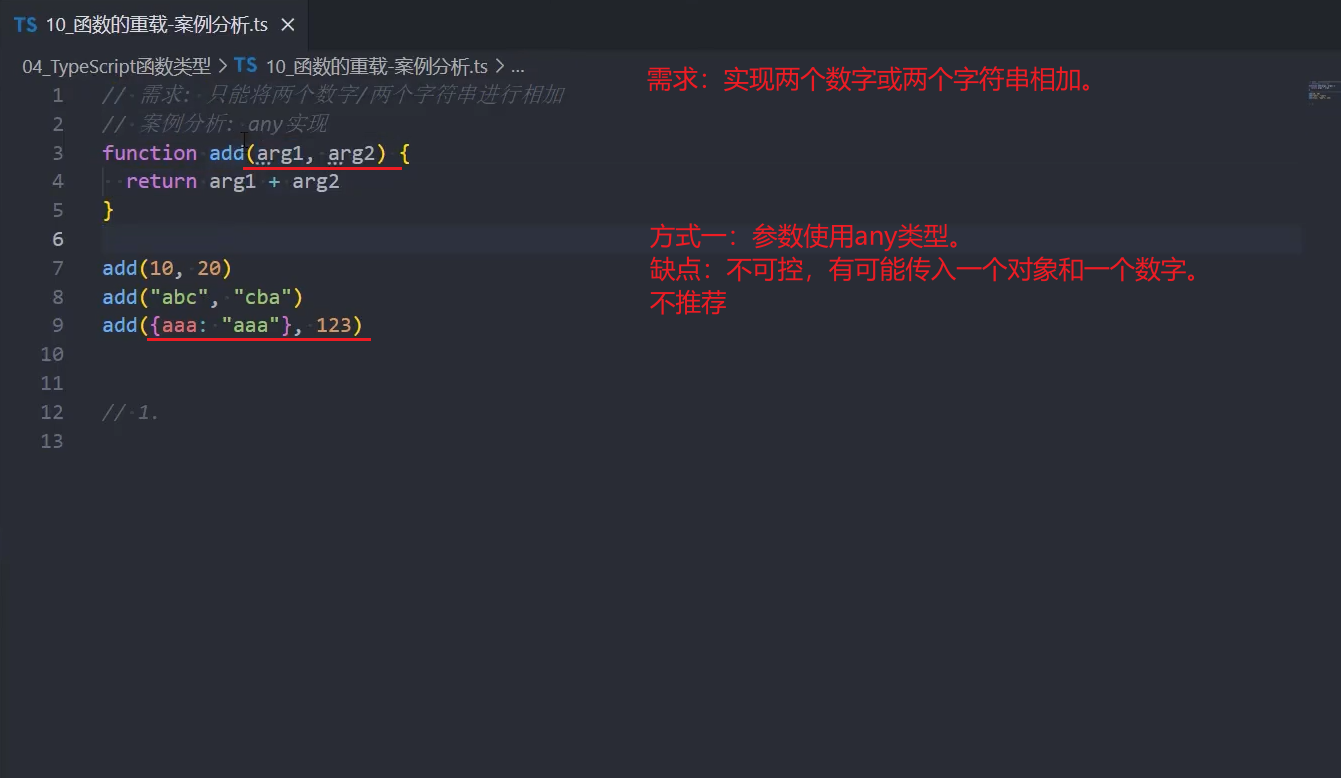 TS 10_函数的重载-案例分析.ts ×
04_TypeScript函数类型 > TS 10_函数的重载-案例分析.ts > ...
需求：实现两个数字或两个字符串相加。
1 // 需求: 只能将两个数字/两个字符串进行相加
2 // 案例分析: any实现
3 function add(arg1, arg2) {
4 return arg1 + arg2
5 }
6
方式一：参数使用any类型。
缺点：不可控，有可能传入一个对象和一个数字。
不推荐
7 add(10, 20)
8 add("abc", "cba")
9 add({aaa: "aaa"}, 123)
10
11
12 // 1.
13